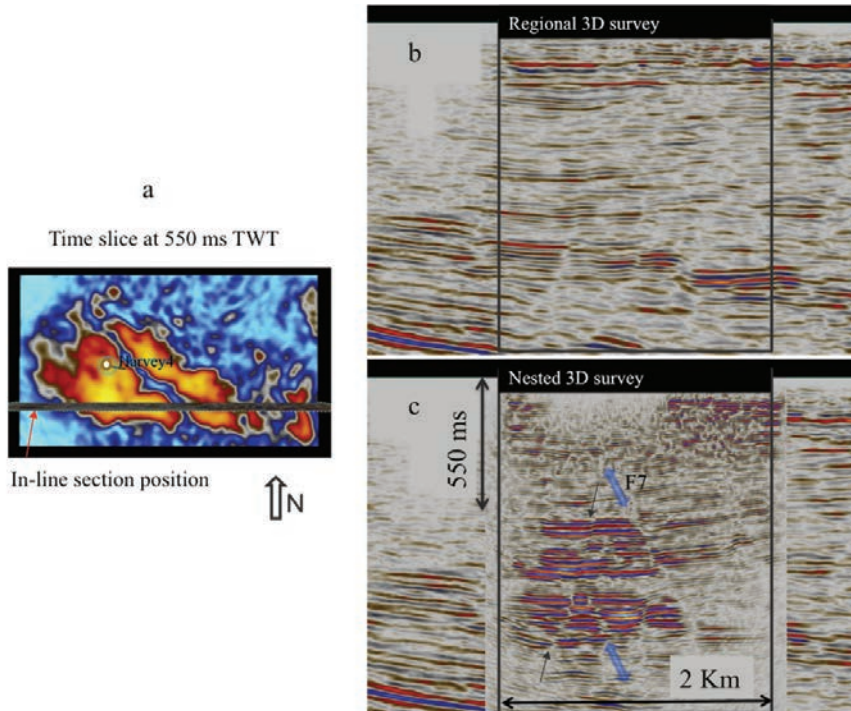 a
Time slice at 550 ms TWT
Harvey4
In-line section position
N
Regional 3D survey
b
Nested 3D survey
c
550 ms
F7
2 Km